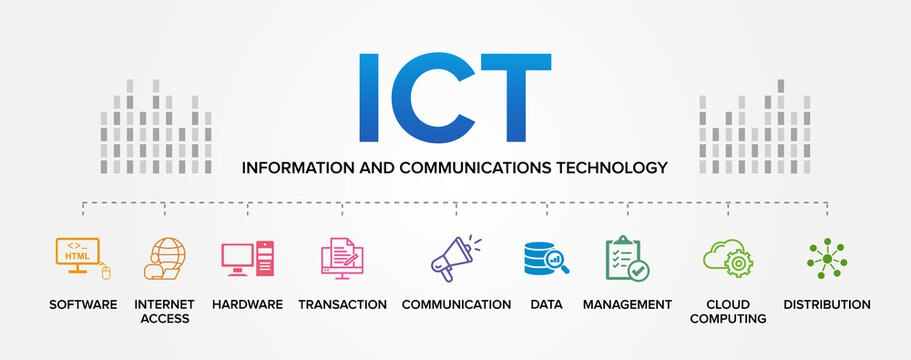 ICT
INFORMATION AND COMMUNICATIONS TECHNOLOGY
<>_
HTML
SOFTWARE
INTERNET
ACCESS
HARDWARE
TRANSACTION
COMMUNICATION
DATA
MANAGEMENT
CLOUD
COMPUTING
DISTRIBUTION